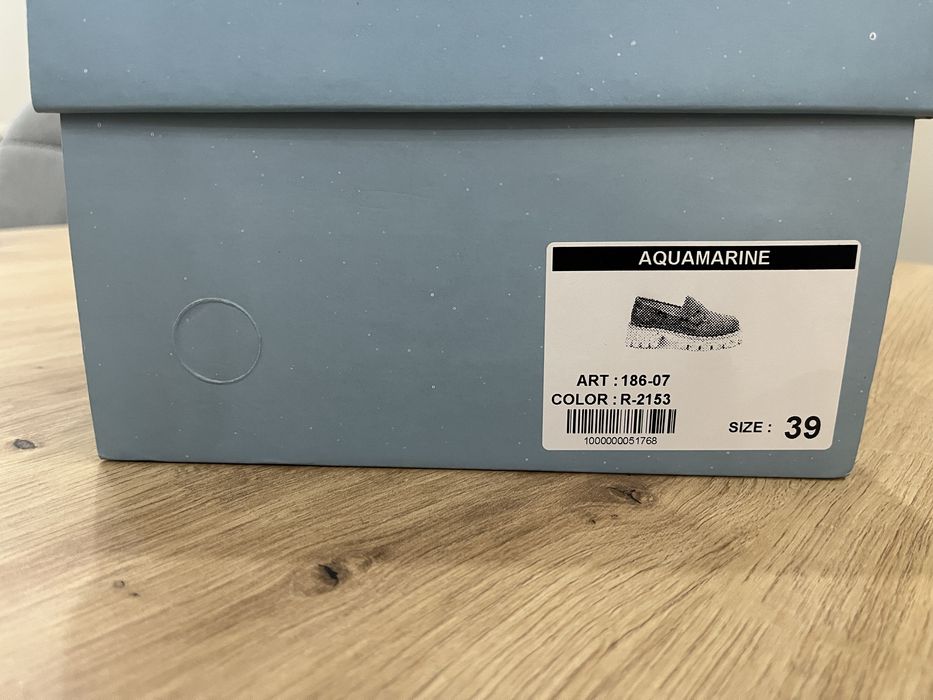 AQUAMARINE
ART : 186-07
COLOR : R-2153
1000000051768
SIZE : 39